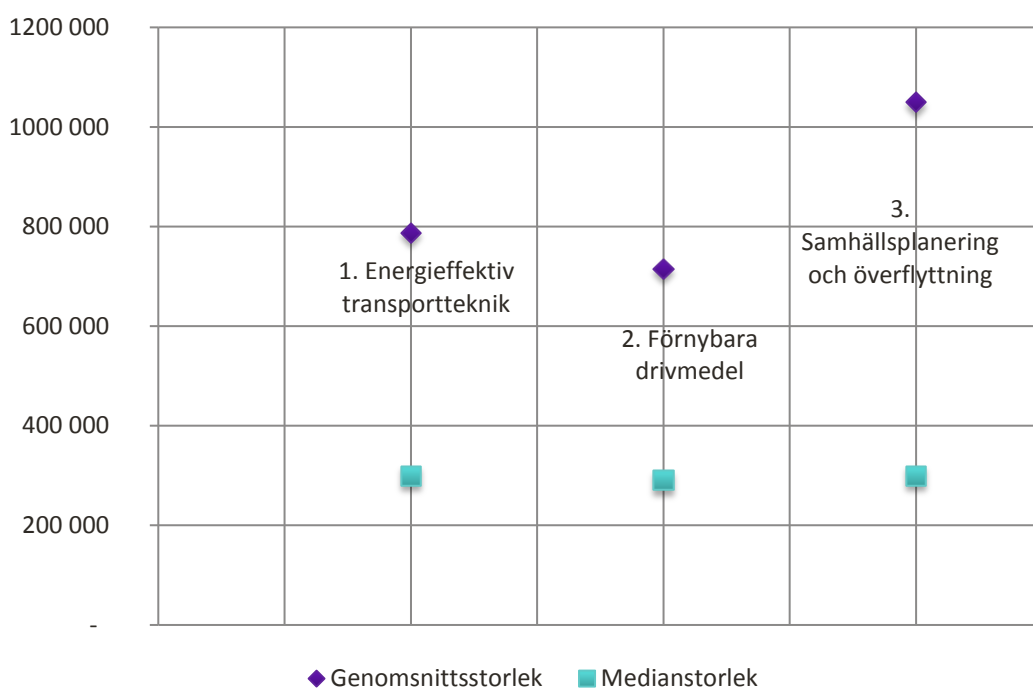 1200 000
1000 000
800 000
600 000
400 000
200 000
-
1. Energieffektiv
transportteknik
2. Förnybara
drivmedel
3.
Samhällsplanering
och överflyttning
Genomsnittsstorlek
Medianstorlek